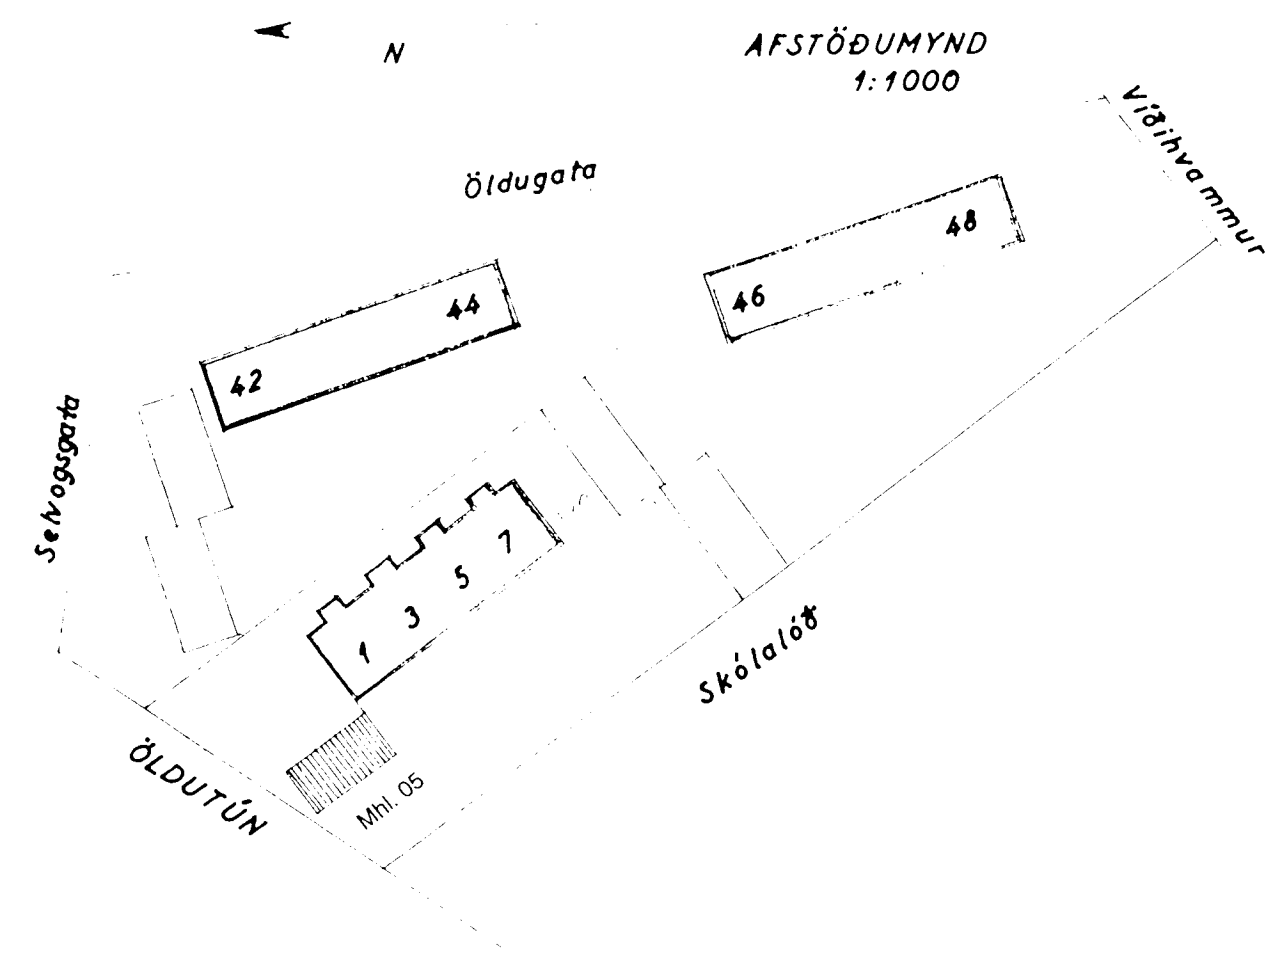 N
AFSTÖÐUMYND
1:1000
Víðihvammur
Öldugata
48
46
44
42
Selvogsgata
7
5
3
1
Skólalóð
ÖLDUTÚN
Mhl. 05